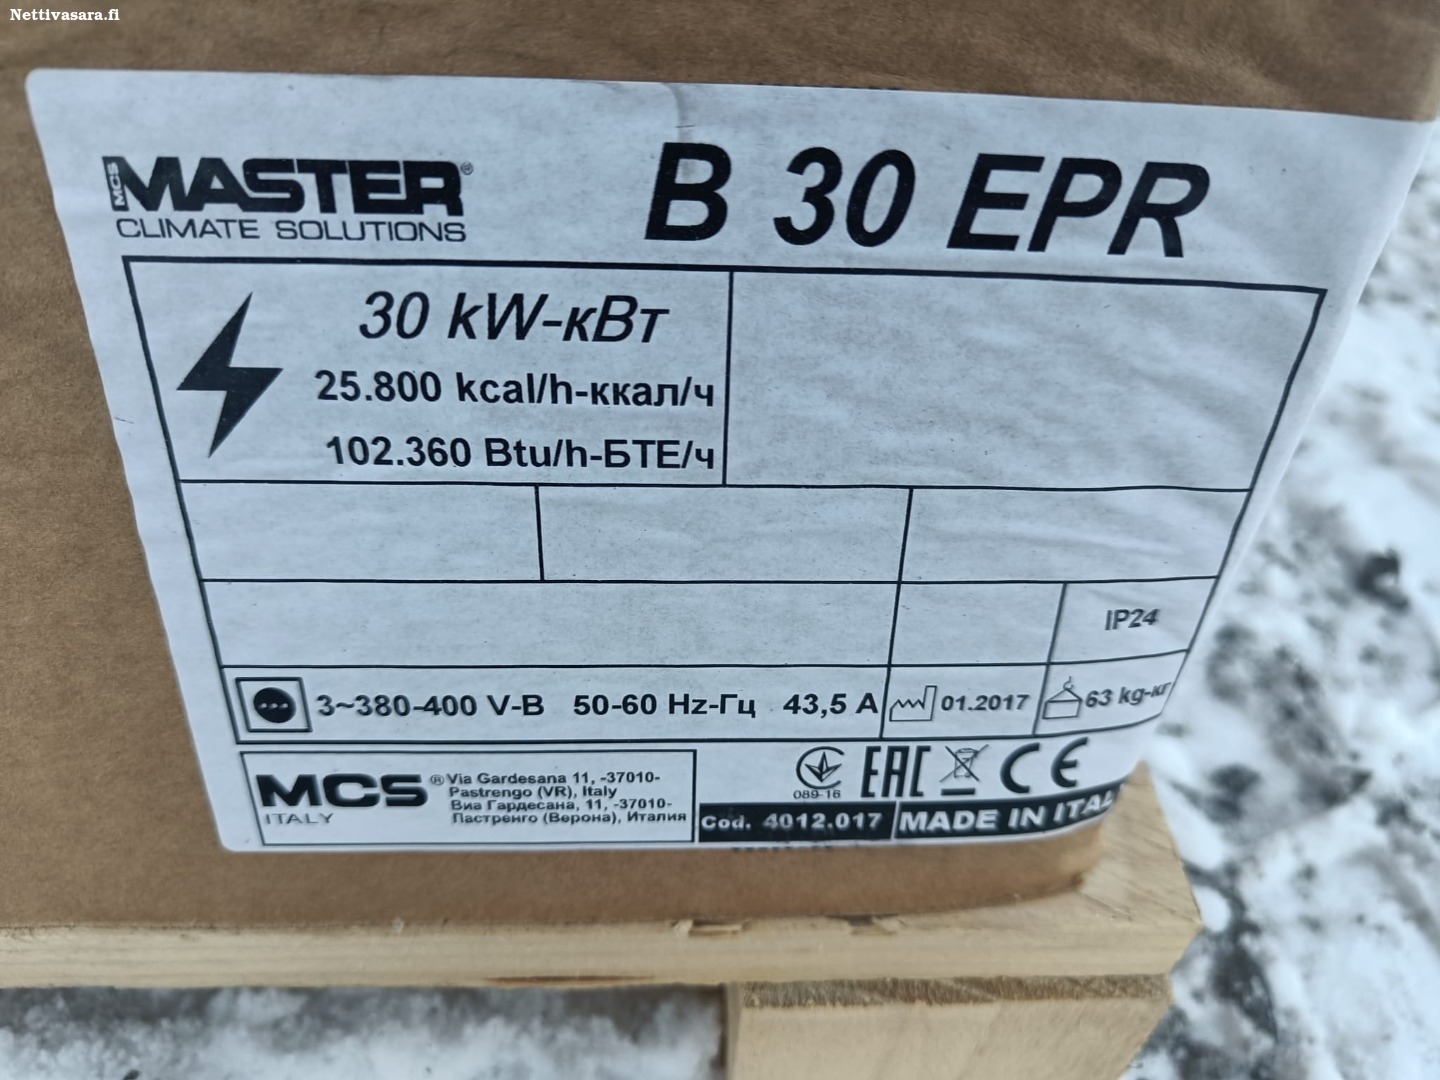 Nettivasara.fi
MCS MASTER®
CLIMATE SOLUTIONS
B 30 EPR
30 kW-кВт
25.800 kcal/h-ккал/ч
102.360 Btu/h-БТЕ/ч
IP24
3~380-400 V-В 50-60 Hz-Гц 43,5 A
01.2017
63 kg-кг
MCS®
ITALY
Via Gardesana 11, -37010-
Pastrengo (VR), Italy
Виа Гардесана, 11, -37010-
Пастренго (Верона), Италия
089-16
EAC
CE
Cod. 4012.017
MADE IN ITAL